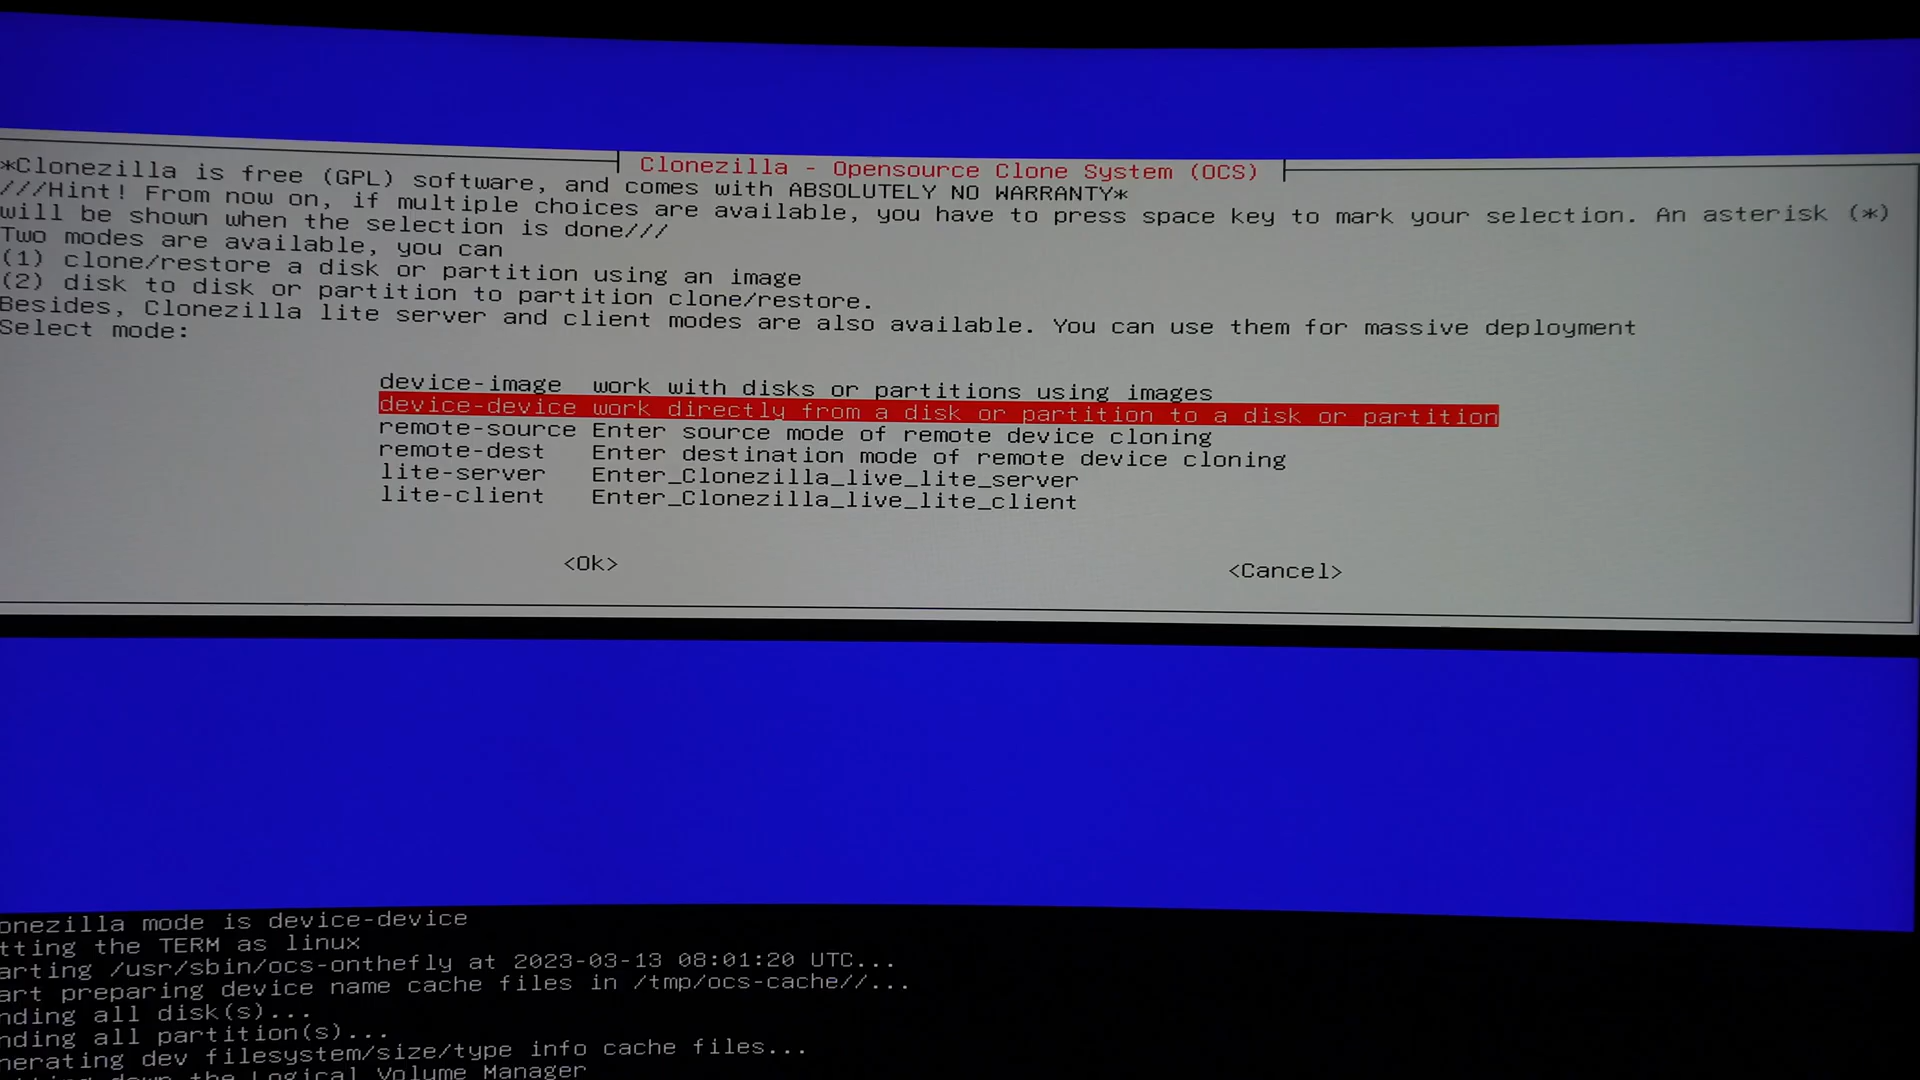 Clonezilla - Opensource Clone System (OCS)
*Clonezilla is free (GPL) software, and comes with ABSOLUTELY NO WARRANTY*
///Hint! From now on, if multiple choices are available, you have to press space key to mark your selection. An asterisk (*)
will be shown when the selection is done///
Two modes are available, you can
(1) clone/restore a disk or partition using an image
(2) disk to disk or partition to partition clone/restore.
Besides, Clonezilla lite server and client modes are also available. You can use them for massive deployment
Select mode:
device-image work with disks or partitions using images
device-device work directly from a disk or partition to a disk or partition
remote-source Enter source mode of remote device cloning
remote-dest Enter destination mode of remote device cloning
lite-server Enter_Clonezilla_live_lite_server
lite-client Enter_Clonezilla_live_lite_client
<Ok> <Cancel>
onezilla mode is device-device
tting the TERM as linux
arting /usr/sbin/ocs-onthefly at 2023-03-13 08:01:20 UTC...
art preparing device name cache files in /tmp/ocs-cache//...
nding all disk(s)...
nding all partition(s)...
nerating dev filesystem/size/type info cache files...
down the Logical Volume Manager